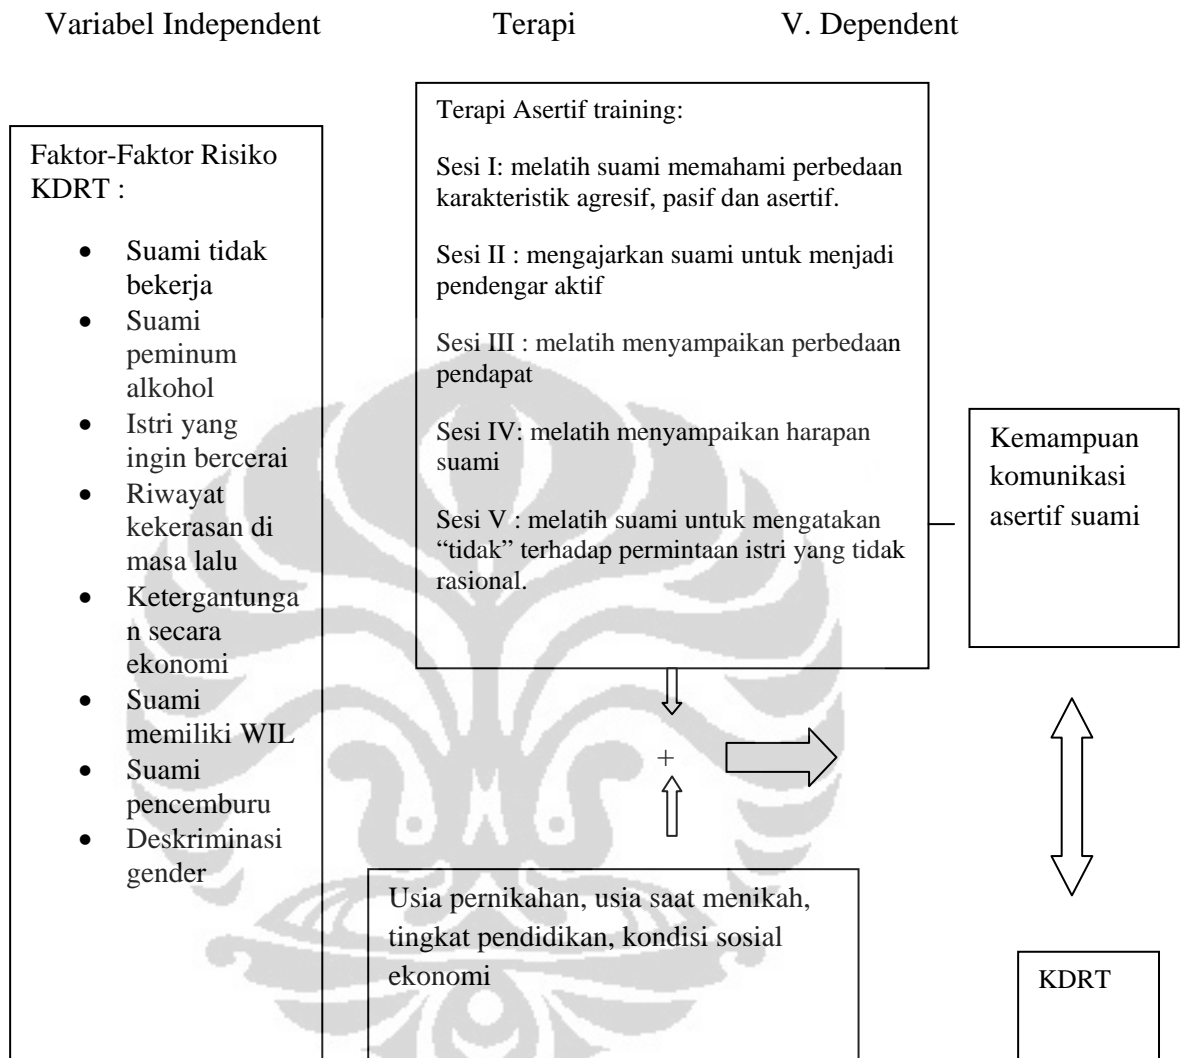 Variabel Independent Terapi V. Dependent
Faktor-Faktor Risiko
KDRT :
• Suami tidak
bekerja
• Suami
peminum
alkohol
• Istri yang
ingin bercerai
• Riwayat
kekerasan di
masa lalu
• Ketergantunga
n secara
ekonomi
• Suami
memiliki WIL
• Suami
pencemburu
• Deskriminasi
gender
Terapi Asertif training:
Sesi I: melatih suami memahami perbedaan
karakteristik agresif, pasif dan asertif.
Sesi II : mengajarkan suami untuk menjadi
pendengar aktif
Sesi III : melatih menyampaikan perbedaan
pendapat
Sesi IV: melatih menyampaikan harapan
suami
Sesi V : melatih suami untuk mengatakan
“tidak” terhadap permintaan istri yang tidak
rasional.
+
Usia pernikahan, usia saat menikah,
tingkat pendidikan, kondisi sosial
ekonomi
Kemampuan
komunikasi
asertif suami
KDRT